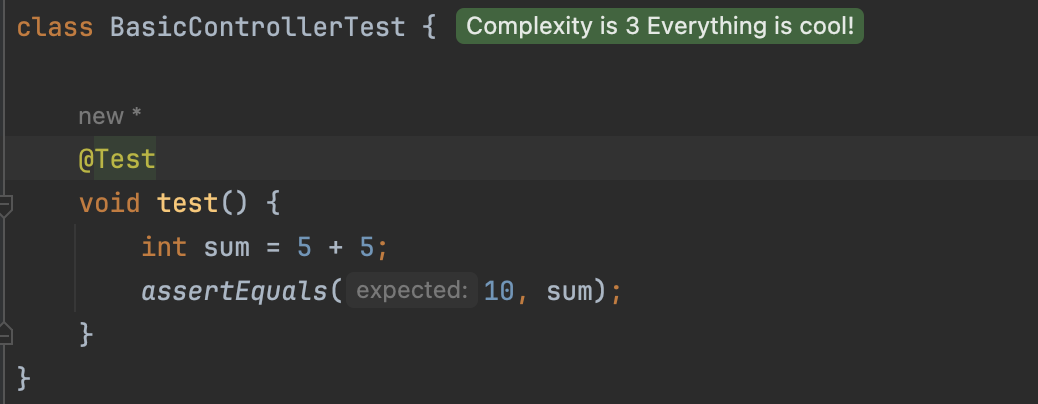 class BasicControllerTest { Complexity is 3 Everything is cool!
new *
@Test
void test() {
int sum = 5 + 5;
assertEquals( expected: 10, sum);
}
}